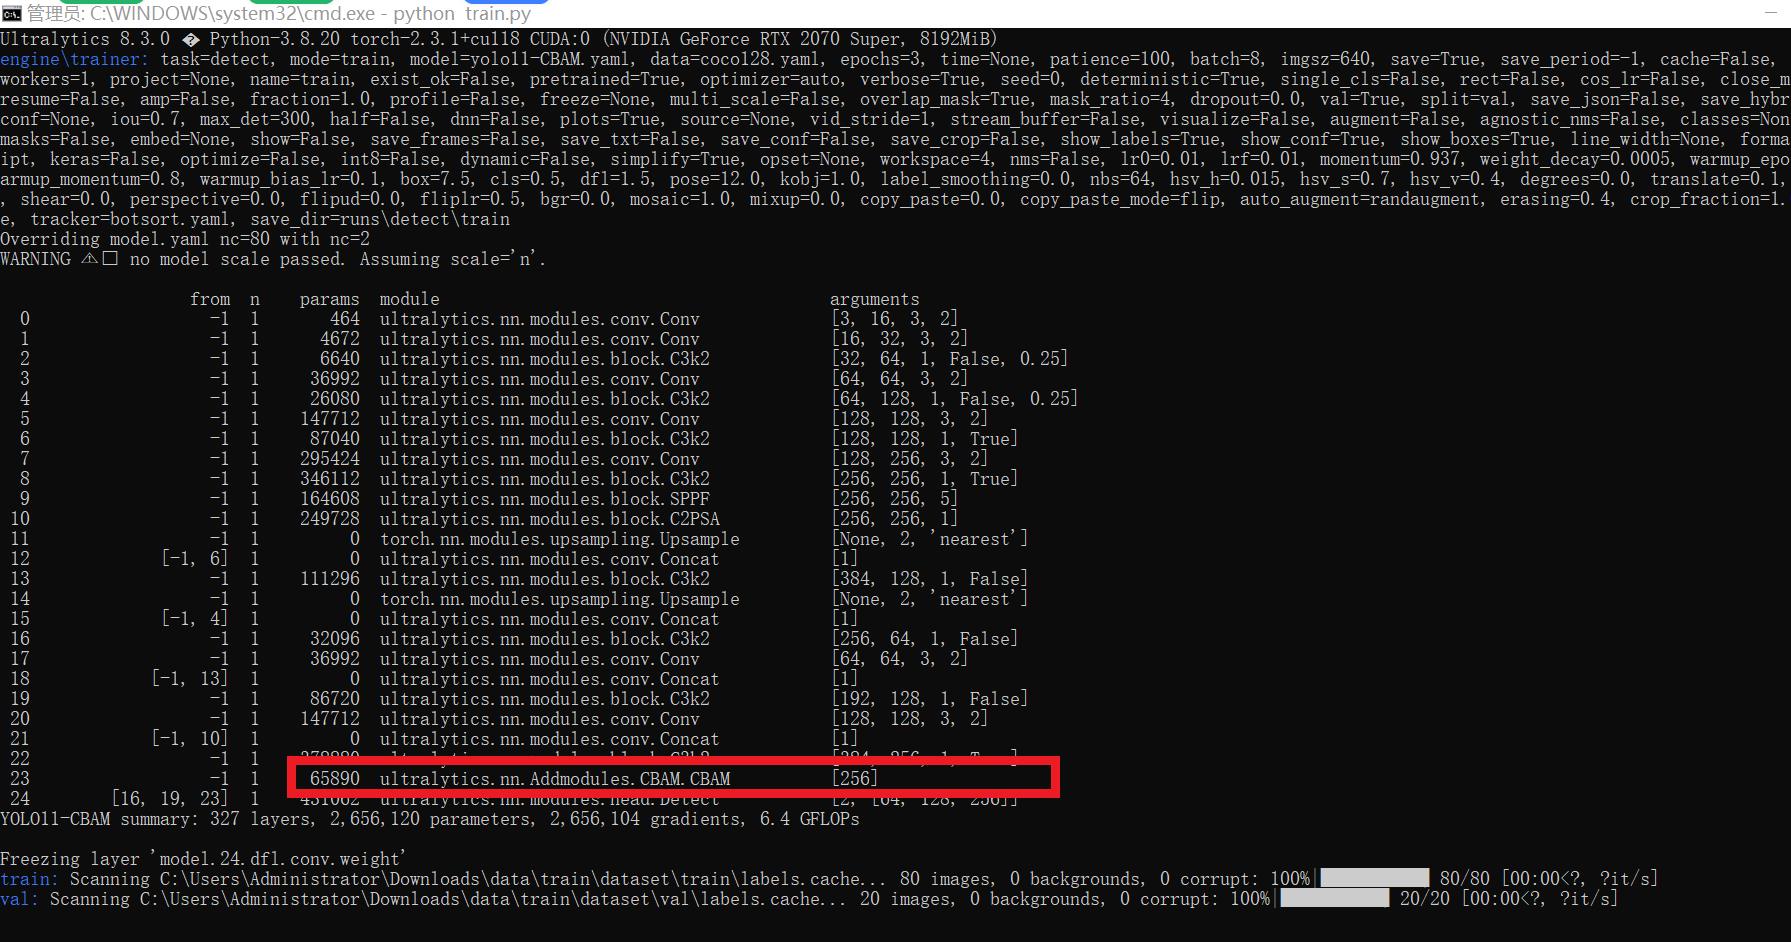 管理员: C:\WINDOWS\system32\cmd.exe - python train.py
Ultralytics 8.3.0 � Python-3.8.20 torch-2.3.1+cu118 CUDA:0 (NVIDIA GeForce RTX 2070 Super, 8192MiB)
engine\trainer: task=detect, mode=train, model=yolo11-CBAM.yaml, data=coco128.yaml, epochs=3, time=None, patience=100, batch=8, imgsz=640, save=True, save_period=-1, cache=False,
workers=1, project=None, name=train, exist_ok=False, pretrained=True, optimizer=auto, verbose=True, seed=0, deterministic=True, single_cls=False, rect=False, cos_lr=False, close_m
resume=False, amp=False, fraction=1.0, profile=False, freeze=None, multi_scale=False, overlap_mask=True, mask_ratio=4, dropout=0.0, val=True, split=val, save_json=False, save_hybr
conf=None, iou=0.7, max_det=300, half=False, dnn=False, plots=True, source=None, vid_stride=1, stream_buffer=False, visualize=False, augment=False, agnostic_nms=False, classes=Non
masks=False, embed=None, show=False, save_frames=False, save_txt=False, save_conf=False, save_crop=False, show_labels=True, show_conf=True, show_boxes=True, line_width=None, forma
ipt, keras=False, optimize=False, int8=False, dynamic=False, simplify=True, opset=None, workspace=4, nms=False, lr0=0.01, lrf=0.01, momentum=0.937, weight_decay=0.0005, warmup_epo
armup_momentum=0.8, warmup_bias_lr=0.1, box=7.5, cls=0.5, dfl=1.5, pose=12.0, kobj=1.0, label_smoothing=0.0, nbs=64, hsv_h=0.015, hsv_s=0.7, hsv_v=0.4, degrees=0.0, translate=0.1,
, shear=0.0, perspective=0.0, flipud=0.0, fliplr=0.5, bgr=0.0, mosaic=1.0, mixup=0.0, copy_paste=0.0, copy_paste_mode=flip, auto_augment=randaugment, erasing=0.4, crop_fraction=1.
e, tracker=botsort.yaml, save_dir=runs\detect\train
Overriding model.yaml nc=80 with nc=2
WARNING ⚠□ no model scale passed. Assuming scale='n'.
from n params module arguments
0 -1 1 464 ultralytics.nn.modules.conv.Conv [3, 16, 3, 2]
1 -1 1 4672 ultralytics.nn.modules.conv.Conv [16, 32, 3, 2]
2 -1 1 6640 ultralytics.nn.modules.block.C3k2 [32, 64, 1, False, 0.25]
3 -1 1 36992 ultralytics.nn.modules.conv.Conv [64, 64, 3, 2]
4 -1 1 26080 ultralytics.nn.modules.block.C3k2 [64, 128, 1, False, 0.25]
5 -1 1 147712 ultralytics.nn.modules.conv.Conv [128, 128, 3, 2]
6 -1 1 87040 ultralytics.nn.modules.block.C3k2 [128, 128, 1, True]
7 -1 1 295424 ultralytics.nn.modules.conv.Conv [128, 256, 3, 2]
8 -1 1 346112 ultralytics.nn.modules.block.C3k2 [256, 256, 1, True]
9 -1 1 164608 ultralytics.nn.modules.block.SPPF [256, 256, 5]
10 -1 1 249728 ultralytics.nn.modules.block.C2PSA [256, 256, 1]
11 -1 1 0 torch.nn.modules.upsampling.Upsample [None, 2, 'nearest']
12 [-1, 6] 1 0 ultralytics.nn.modules.conv.Concat [1]
13 -1 1 111296 ultralytics.nn.modules.block.C3k2 [384, 128, 1, False]
14 -1 1 0 torch.nn.modules.upsampling.Upsample [None, 2, 'nearest']
15 [-1, 4] 1 0 ultralytics.nn.modules.conv.Concat [1]
16 -1 1 32096 ultralytics.nn.modules.block.C3k2 [256, 64, 1, False]
17 -1 1 36992 ultralytics.nn.modules.conv.Conv [64, 64, 3, 2]
18 [-1, 13] 1 0 ultralytics.nn.modules.conv.Concat [1]
19 -1 1 86720 ultralytics.nn.modules.block.C3k2 [192, 128, 1, False]
20 -1 1 147712 ultralytics.nn.modules.conv.Conv [128, 128, 3, 2]
21 [-1, 10] 1 0 ultralytics.nn.modules.conv.Concat [1]
22 -1 1 378880 ultralytics.nn.modules.block.C3k2 [384, 256, 1, True]
23 -1 1 65890 ultralytics.nn.Addmodules.CBAM.CBAM [256]
24 [16, 19, 23] 1 431062 ultralytics.nn.modules.head.Detect [2, [64, 128, 256]]
YOLO11-CBAM summary: 327 layers, 2,656,120 parameters, 2,656,104 gradients, 6.4 GFLOPs
Freezing layer 'model.24.dfl.conv.weight'
train: Scanning C:\Users\Administrator\Downloads\data\train\dataset\train\labels.cache... 80 images, 0 backgrounds, 0 corrupt: 100%|██████████| 80/80 [00:00<?, ?it/s]
val: Scanning C:\Users\Administrator\Downloads\data\train\dataset\val\labels.cache... 20 images, 0 backgrounds, 0 corrupt: 100%|██████████| 20/20 [00:00<?, ?it/s]